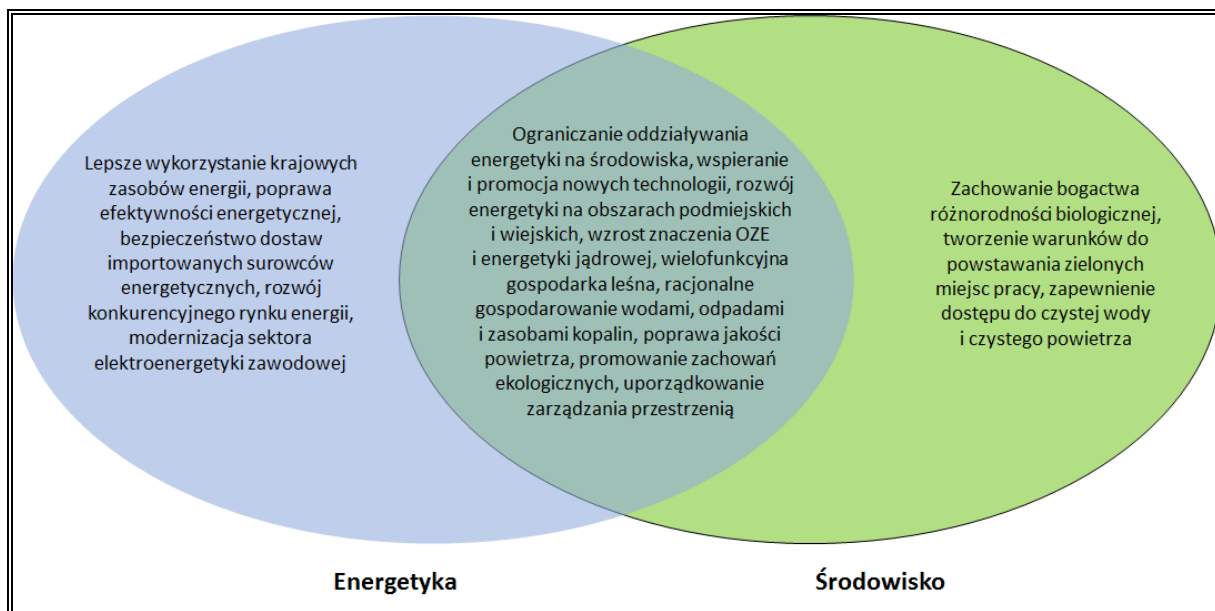 Lepsze wykorzystanie krajowych
zasobów energii, poprawa
efektywności energetycznej,
bezpieczeństwo dostaw
importowanych surowców
energetycznych, rozwój
konkurencyjnego rynku energii,
modernizacja sektora
elektroenergetyki zawodowej
Ograniczanie oddziaływania
energetyki na środowiska, wspieranie
i promocja nowych technologii, rozwój
energetyki na obszarach podmiejskich
i wiejskich, wzrost znaczenia OZE
i energetyki jądrowej, wielofunkcyjna
gospodarka leśna, racjonalne
gospodarowanie wodami, odpadami
i zasobami kopalin, poprawa jakości
powietrza, promowanie zachowań
ekologicznych, uporządkowanie
zarządzania przestrzenią
Zachowanie bogactwa
różnorodności biologicznej,
tworzenie warunków do
powstawania zielonych
miejsc pracy, zapewnienie
dostępu do czystej wody
i czystego powietrza
Energetyka
Środowisko